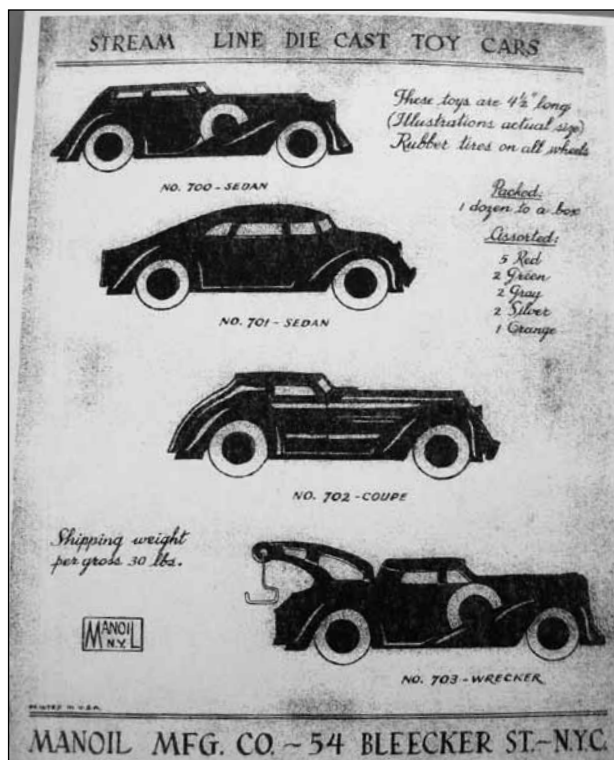 STREAM LINE DIE CAST TOY CARS
These toys are 4½" long
(Illustrations actual size)
Rubber tires on all wheels
NO. 700 - SEDAN
Packed:
1 dozen to a box
Assorted:
5 Red
2 Green
2 Gray
2 Silver
1 Orange
NO. 701 - SEDAN
NO. 702 - COUPE
Shipping weight
per gross 30 lbs.
MANOIL
N.Y.
NO. 703 - WRECKER
PRINTED IN U.S.A.
MANOIL MFG. CO. ~ 54 BLEECKER ST. ~ N.Y.C.